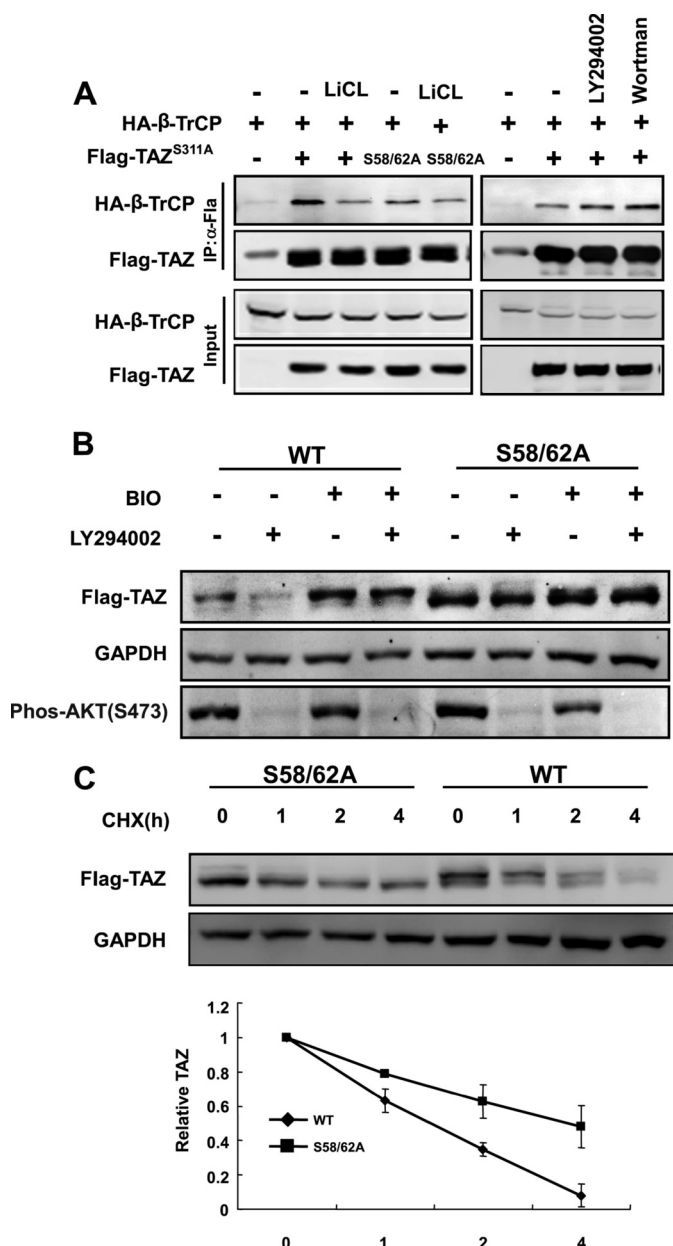 A
- - LiCL - LiCL - - LY294002 Wortman
HA-β-TrCP + + + + + + + + +
Flag-TAZS311A - + + S58/62A S58/62A - + + +
IP:α-Fla
HA-β-TrCP
Flag-TAZ
Input
HA-β-TrCP
Flag-TAZ
B
WT S58/62A
BIO - - + + - - + +
LY294002 - + - + - + - +
Flag-TAZ
GAPDH
Phos-AKT(S473)
C
S58/62A WT
CHX(h) 0 1 2 4 0 1 2 4
Flag-TAZ
GAPDH
Relative TAZ
1.2
1
0.8
0.6
0.4
0.2
0
WT
S58/62A
0 1 2 4